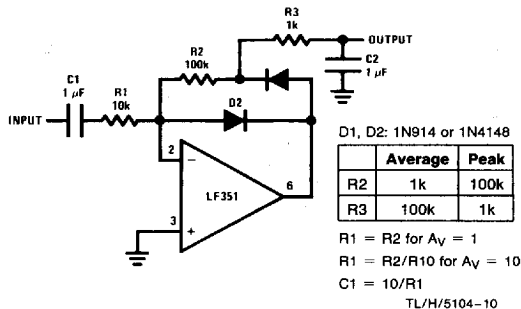 R3
1k
OUTPUT
R2
100k
C2
1 µF
C1
1 µF
R1
10k
D2
INPUT
2
−
LF351
6
3
+
D1, D2: 1N914 or 1N4148
Average Peak
R2 1k 100k
R3 100k 1k
R1 = R2 for AV = 1
R1 = R2/R10 for AV = 10
C1 = 10/R1
TL/H/5104-10